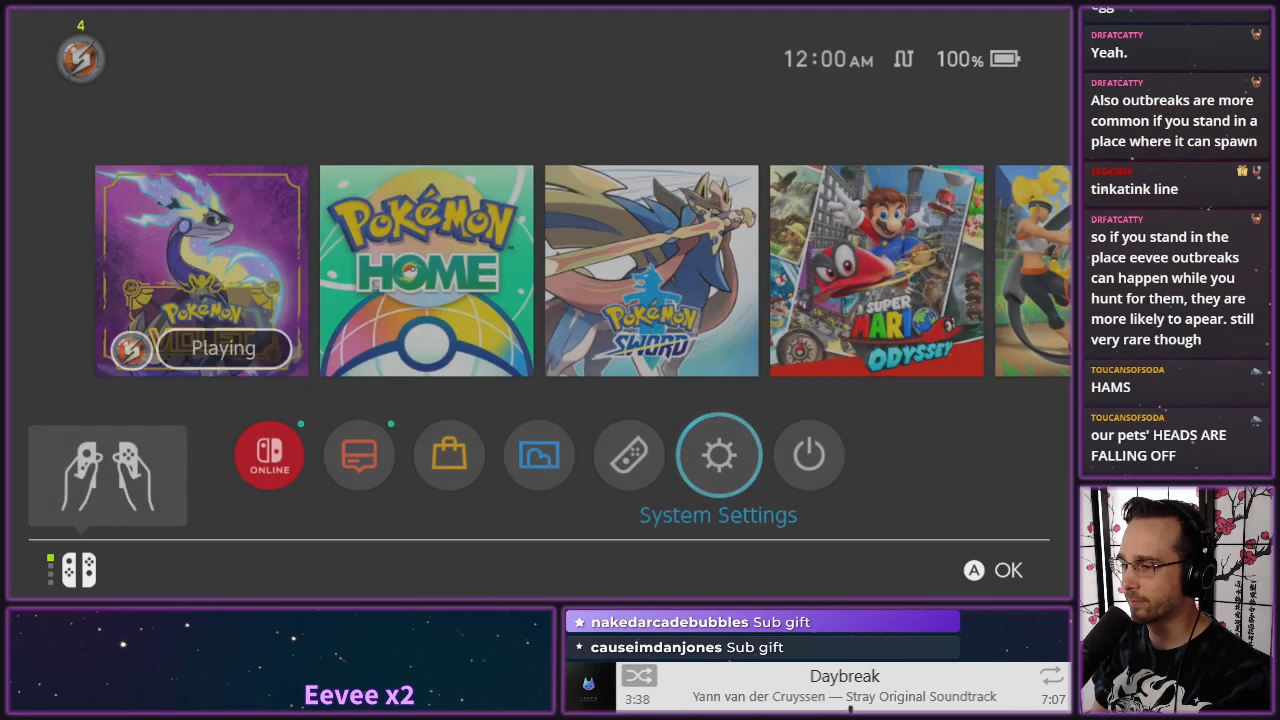 4
12:00 AM
100%
Pokémon
Playing
Pokémon
HOME
Pokémon
SWORD
SUPER
MARIO
ODYSSEY
ONLINE
System Settings
A OK
egg
DRFATCATTY
Yeah.
DRFATCATTY
Also outbreaks are more
common if you stand in a
place where it can spawn
tinkatink line
DRFATCATTY
so if you stand in the
place eevee outbreaks
can happen while you
hunt for them, they are
more likely to apear. still
very rare though
TOUCANSOFSODA
HAMS
TOUCANSOFSODA
our pets' HEADS ARE
FALLING OFF
Eevee x2
nakedarcadebubbles Sub gift
causeimdanjones Sub gift
Daybreak
3:38
Yann van der Cruyssen — Stray Original Soundtrack
7:07